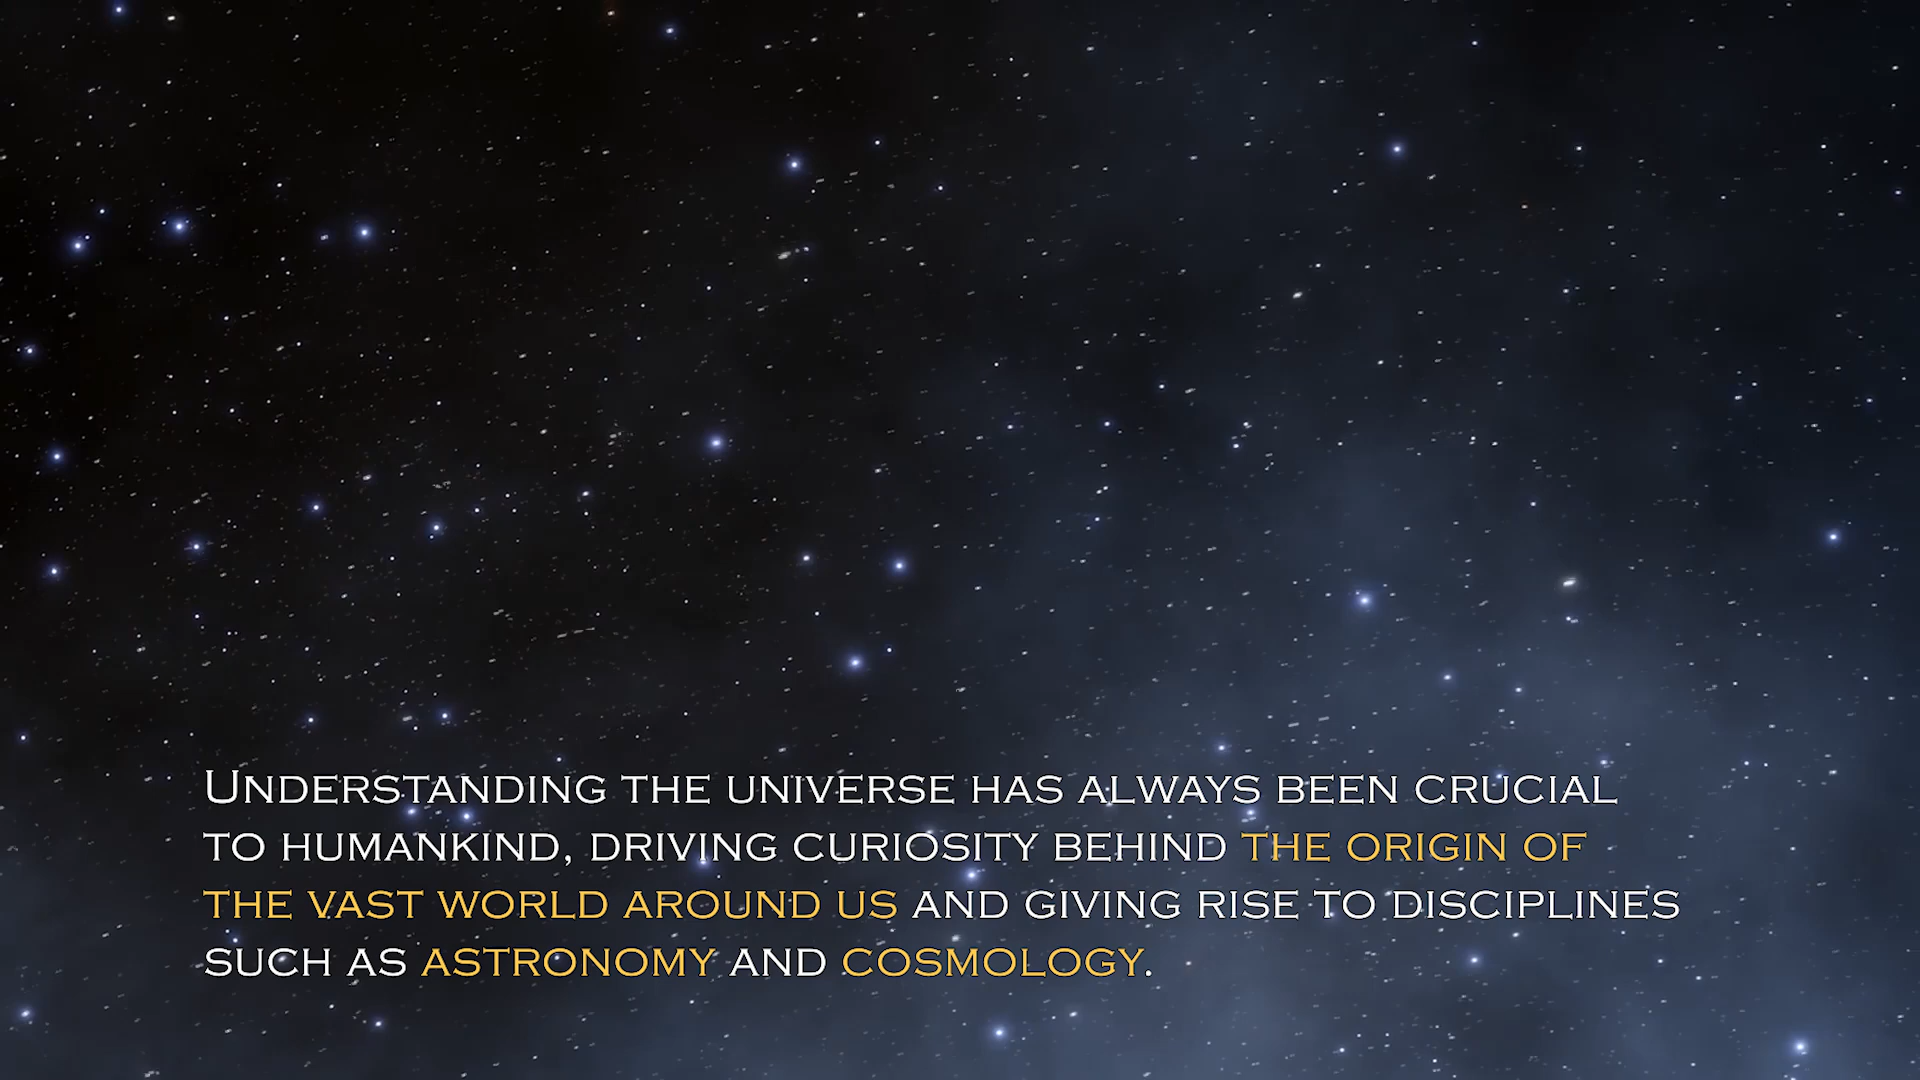 Understanding the universe has always been crucial
to humankind, driving curiosity behind the origin of
the vast world around us and giving rise to disciplines
such as astronomy and cosmology.